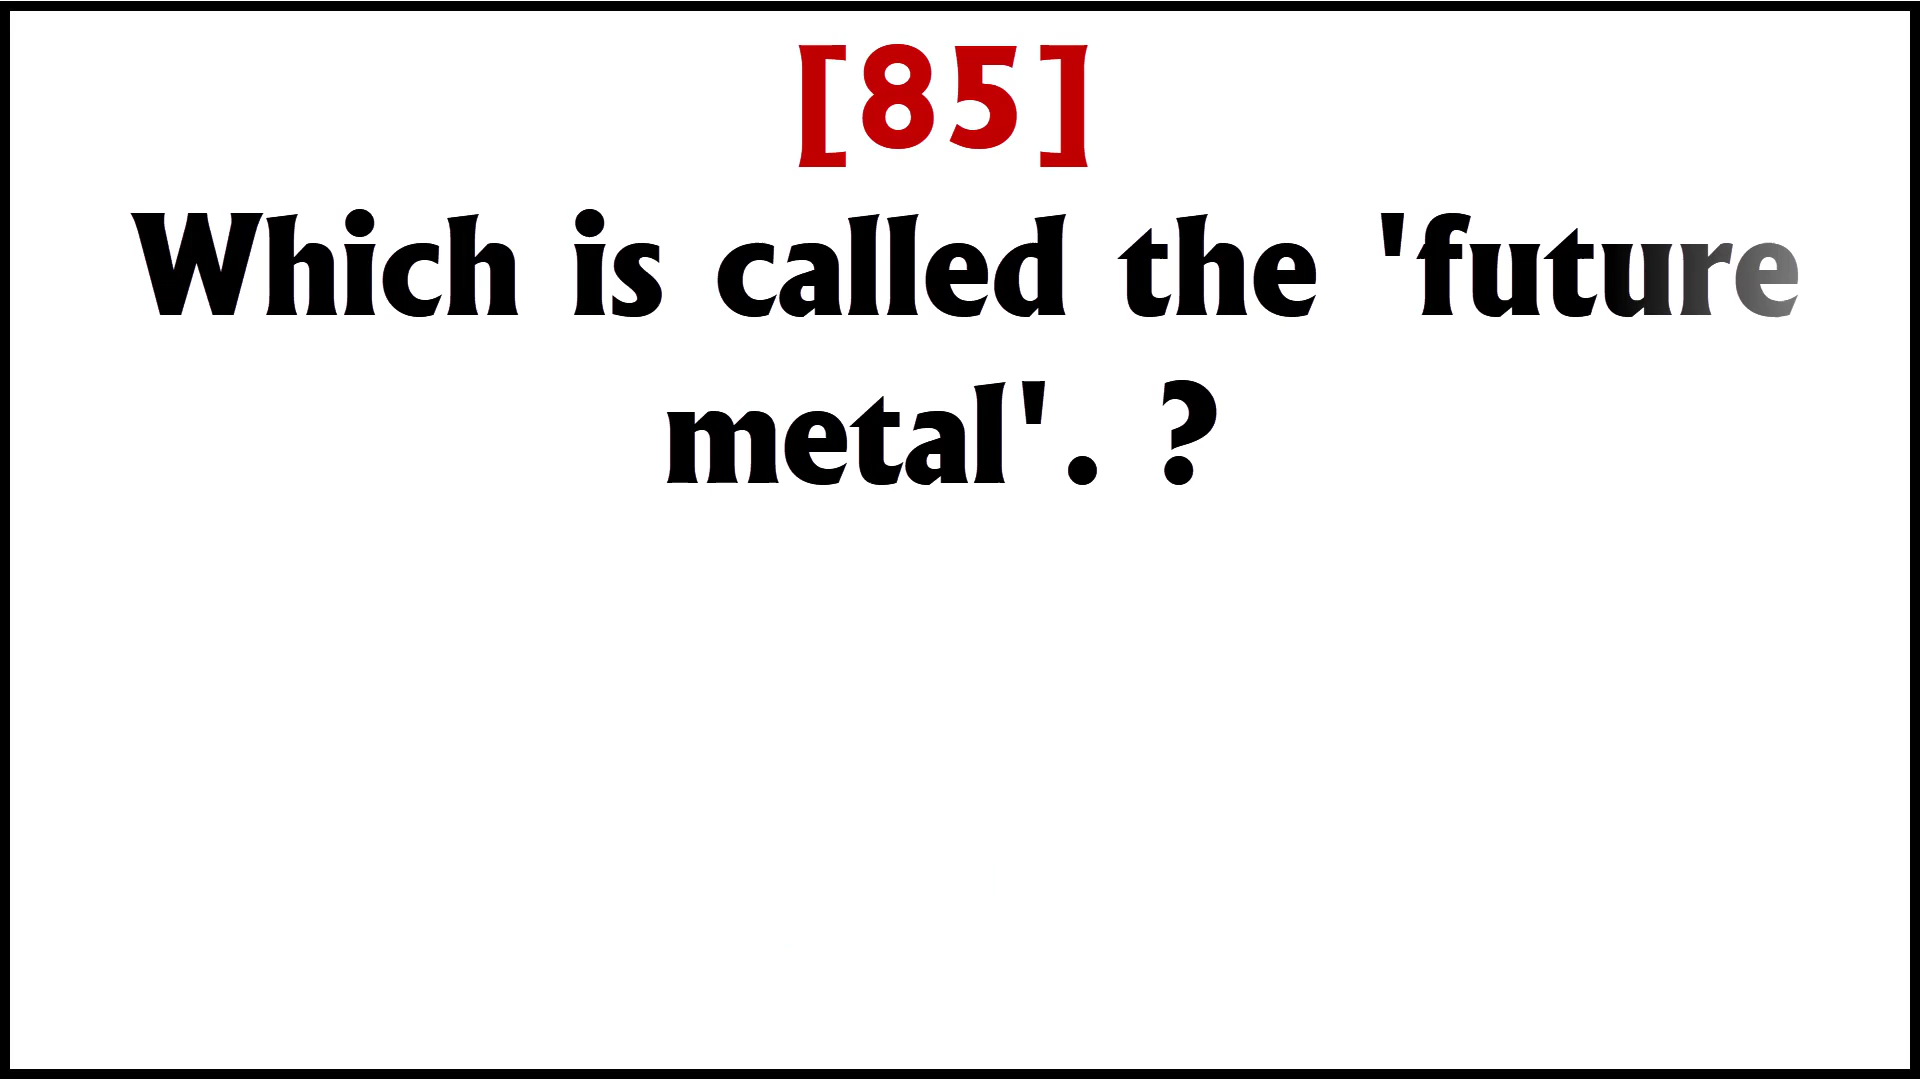 [85]
Which is called the 'future
metal'. ?